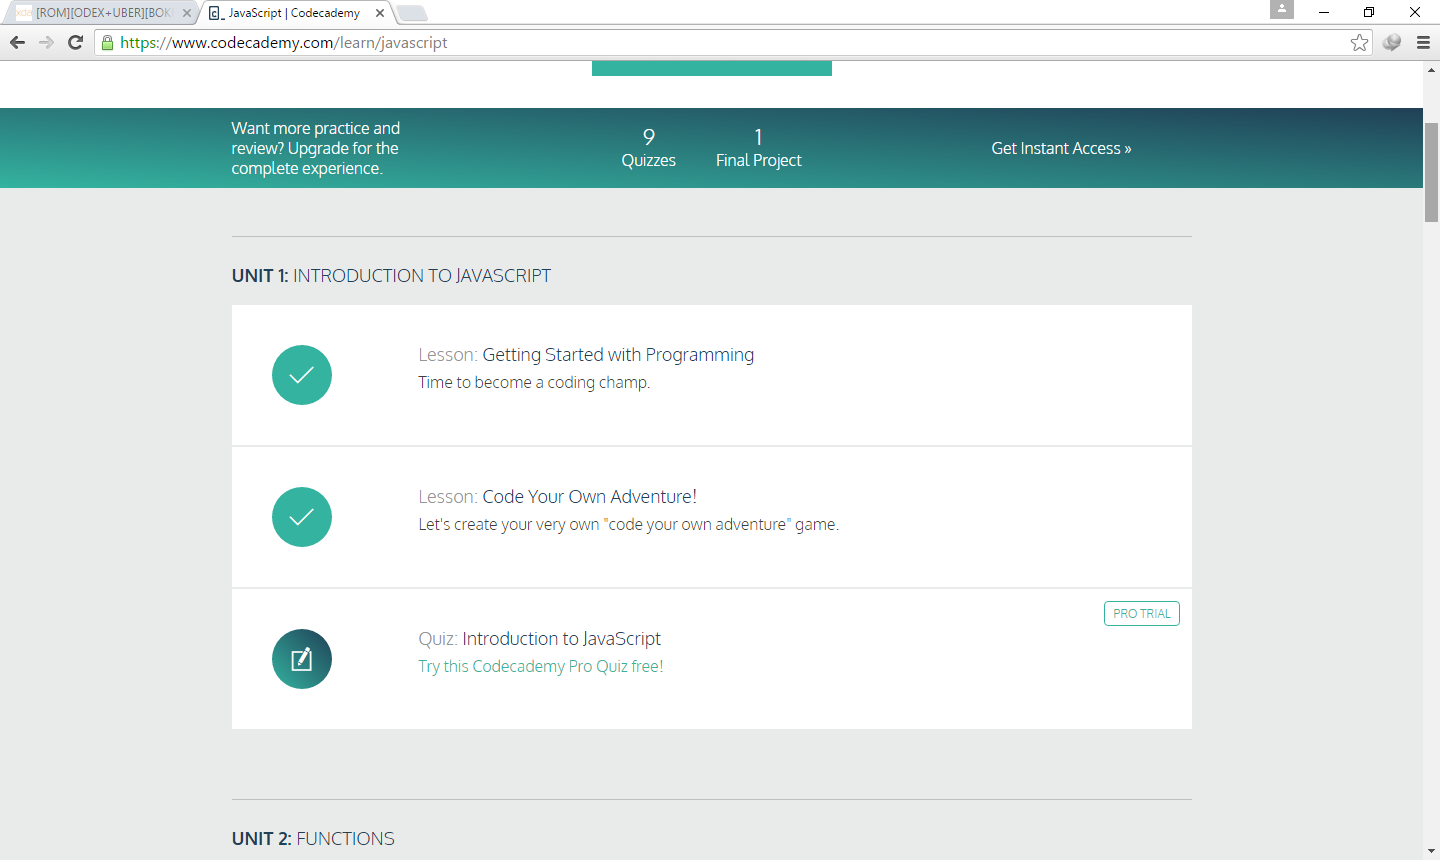 [ROM][ODEX+UBER][BOK
JavaScript | Codecademy
https://www.codecademy.com/learn/javascript
Want more practice and
review? Upgrade for the
complete experience.
9
Quizzes
1
Final Project
Get Instant Access »
UNIT 1: INTRODUCTION TO JAVASCRIPT
Lesson: Getting Started with Programming
Time to become a coding champ.
Lesson: Code Your Own Adventure!
Let's create your very own "code your own adventure" game.
PRO TRIAL
Quiz: Introduction to JavaScript
Try this Codecademy Pro Quiz free!
UNIT 2: FUNCTIONS